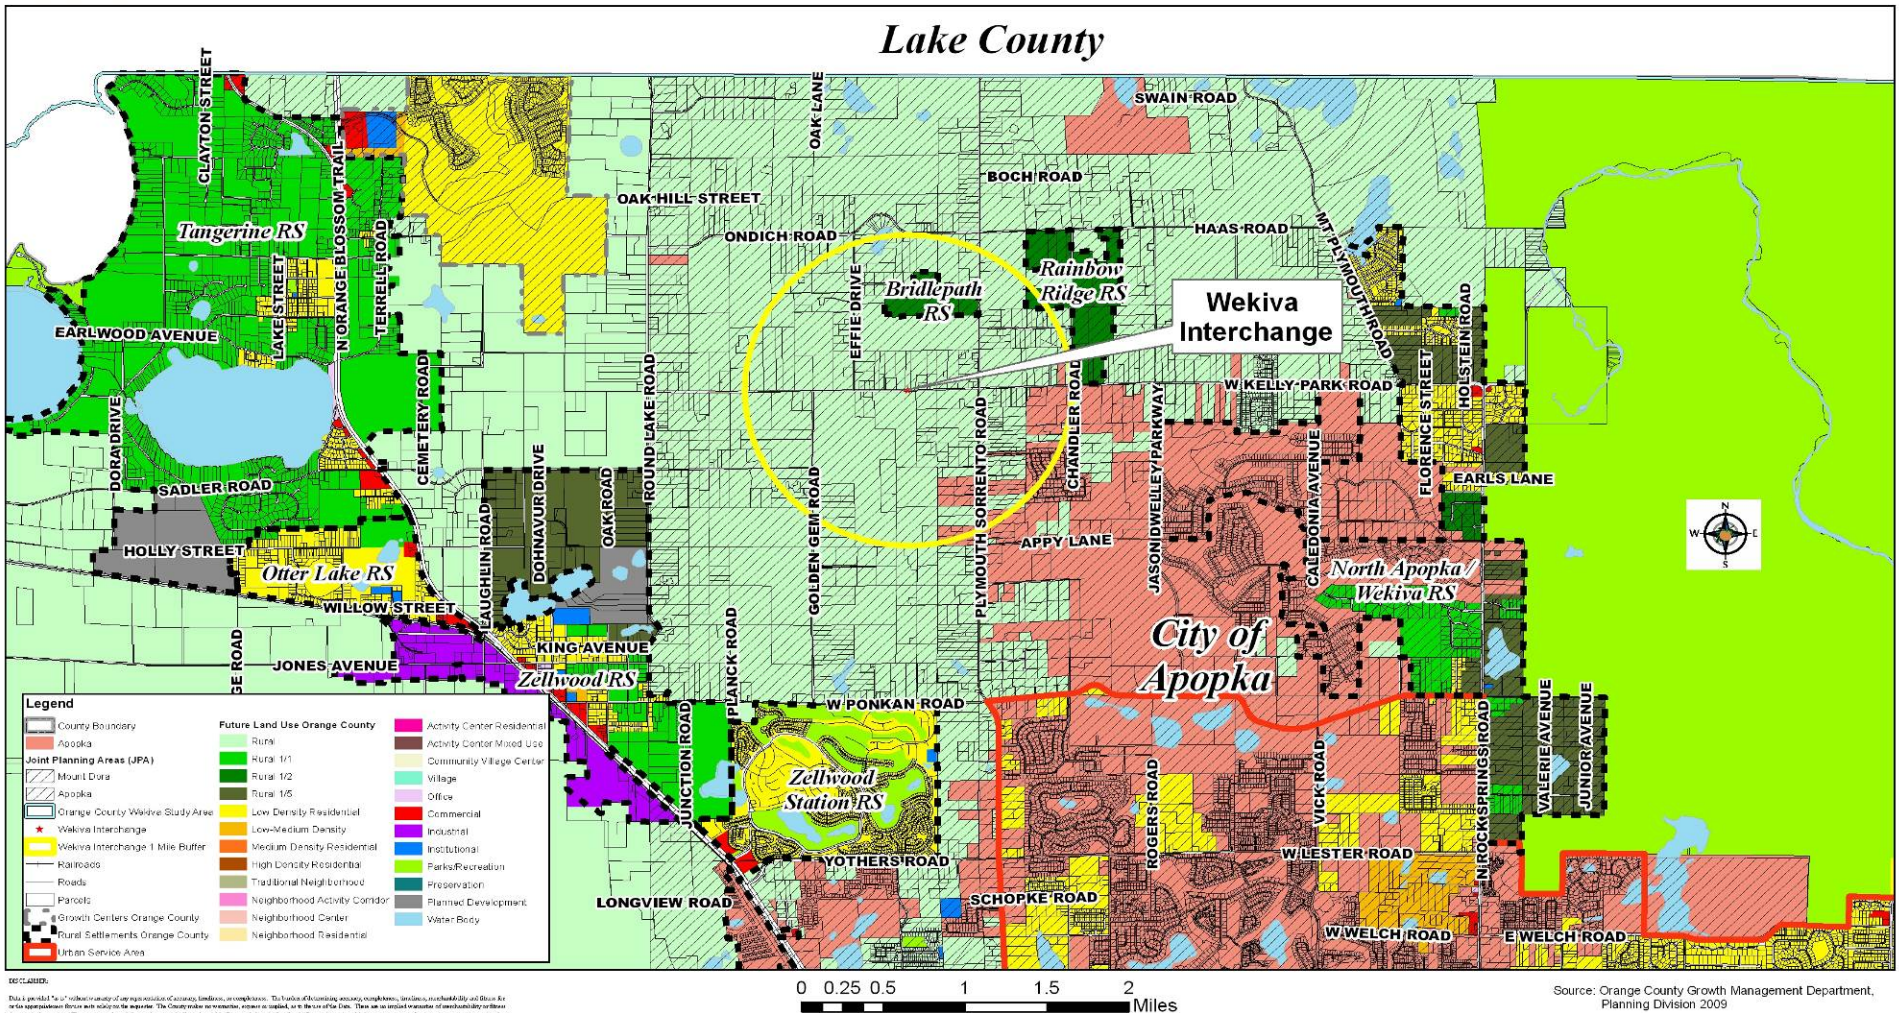 Lake County
CLAYTON STREET
N ORANGE BLOSSOM TRAIL
OAK LANE
SWAIN ROAD
BOCH ROAD
OAK HILL STREET
Tangerine RS
TERRELL ROAD
ONDICH ROAD
HAAS ROAD
MT PLYMOUTH ROAD
LAKE STREET
EFFIE DRIVE
Bridlepath
RS
Rainbow
Ridge RS
Wekiva
Interchange
EARLWOOD AVENUE
HOLSTEIN ROAD
FLORENCE STREET
W KELLY PARK ROAD
CEMETERY ROAD
ROUND LAKE ROAD
CHANDLER ROAD
DORA DRIVE
SADLER ROAD
DOHNAVUR DRIVE
OAK ROAD
GOLDEN GEM ROAD
PLYMOUTH SORRENTO ROAD
JASON DWELLEY PARKWAY
CALEDONIA AVENUE
EARLS LANE
HOLLY STREET
LAUGHLIN ROAD
APPY LANE
Otter Lake RS
North Apopka /
Wekiva RS
N
W
E
S
WILLOW STREET
City of
Apopka
KING AVENUE
PLANCK ROAD
GE ROAD
JONES AVENUE
Zellwood RS
W PONKAN ROAD
JUNCTION ROAD
Zellwood
Station RS
ROGERS ROAD
VICK ROAD
N ROCK SPRINGS ROAD
VALERIE AVENUE
JUNIOR AVENUE
YOTHERS ROAD
W LESTER ROAD
LONGVIEW ROAD
SCHOPKE ROAD
W WELCH ROAD
E WELCH ROAD
Legend
County Boundary
Apopka
Joint Planning Areas (JPA)
Mount Dora
Apopka
Orange County Wekiva Study Area
Wekiva Interchange
Wekiva Interchange 1 Mile Buffer
Railroads
Roads
Parcels
Growth Centers Orange County
Rural Settlements Orange County
Urban Service Area
Future Land Use Orange County
Rural
Rural 1/1
Rural 1/2
Rural 1/5
Low Density Residential
Low-Medium Density
Medium Density Residential
High Density Residential
Traditional Neighborhood
Neighborhood Activity Corridor
Neighborhood Center
Neighborhood Residential
Activity Center Residential
Activity Center Mixed Use
Community Village Center
Village
Office
Commercial
Industrial
Institutional
Parks/Recreation
Preservation
Planned Development
Water Body
DISCLAIMER:
0 0.25 0.5 1 1.5 2
Miles
Source: Orange County Growth Management Department,
Planning Division 2009